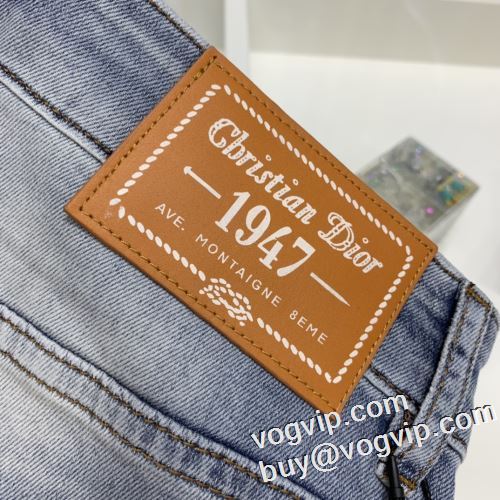 Christian Dior
1947
AVE. MONTAIGNE 8EME
vogvip.com
buy@vogvip.com